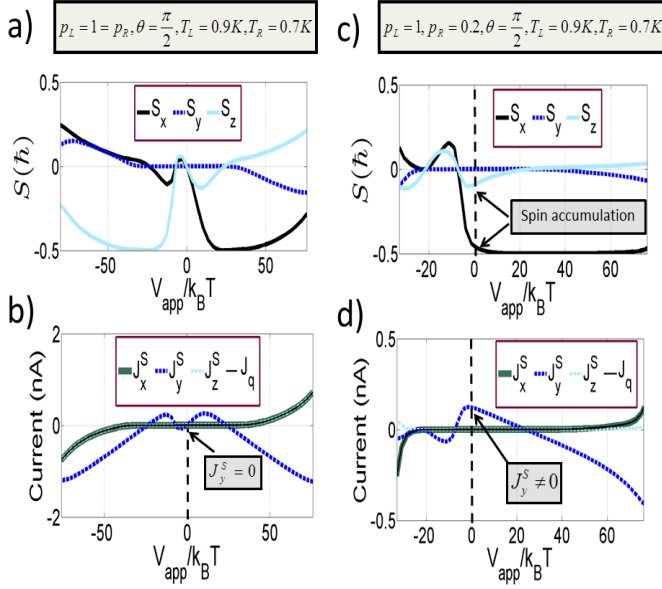 a)
p_L = 1 = p_R, θ = π/2, T_L = 0.9K, T_R = 0.7K
S_x S_y S_z
S(ħ)
0.5
0
-0.5
-50 0 50
V_app/k_BT
b)
J_x^S J_y^S J_z^S J_q
Current (nA)
2
1
0
-1
-2
J_y^S = 0
-50 0 50
V_app/k_BT
c)
p_L = 1, p_R = 0.2, θ = π/2, T_L = 0.9K, T_R = 0.7K
S_x S_y S_z
S(ħ)
0.5
0
-0.5
Spin accumulation
-20 0 20 40 60
V_app/k_BT
d)
J_x^S J_y^S J_z^S J_q
Current (nA)
0.5
0
-0.5
J_y^S ≠ 0
-20 0 20 40 60
V_app/k_BT